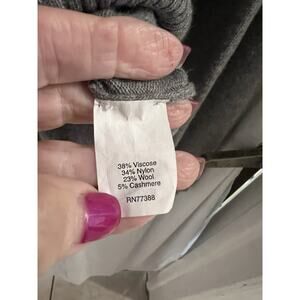 38% Viscose
34% Nylon
23% Wool
5% Cashmere
RN77388